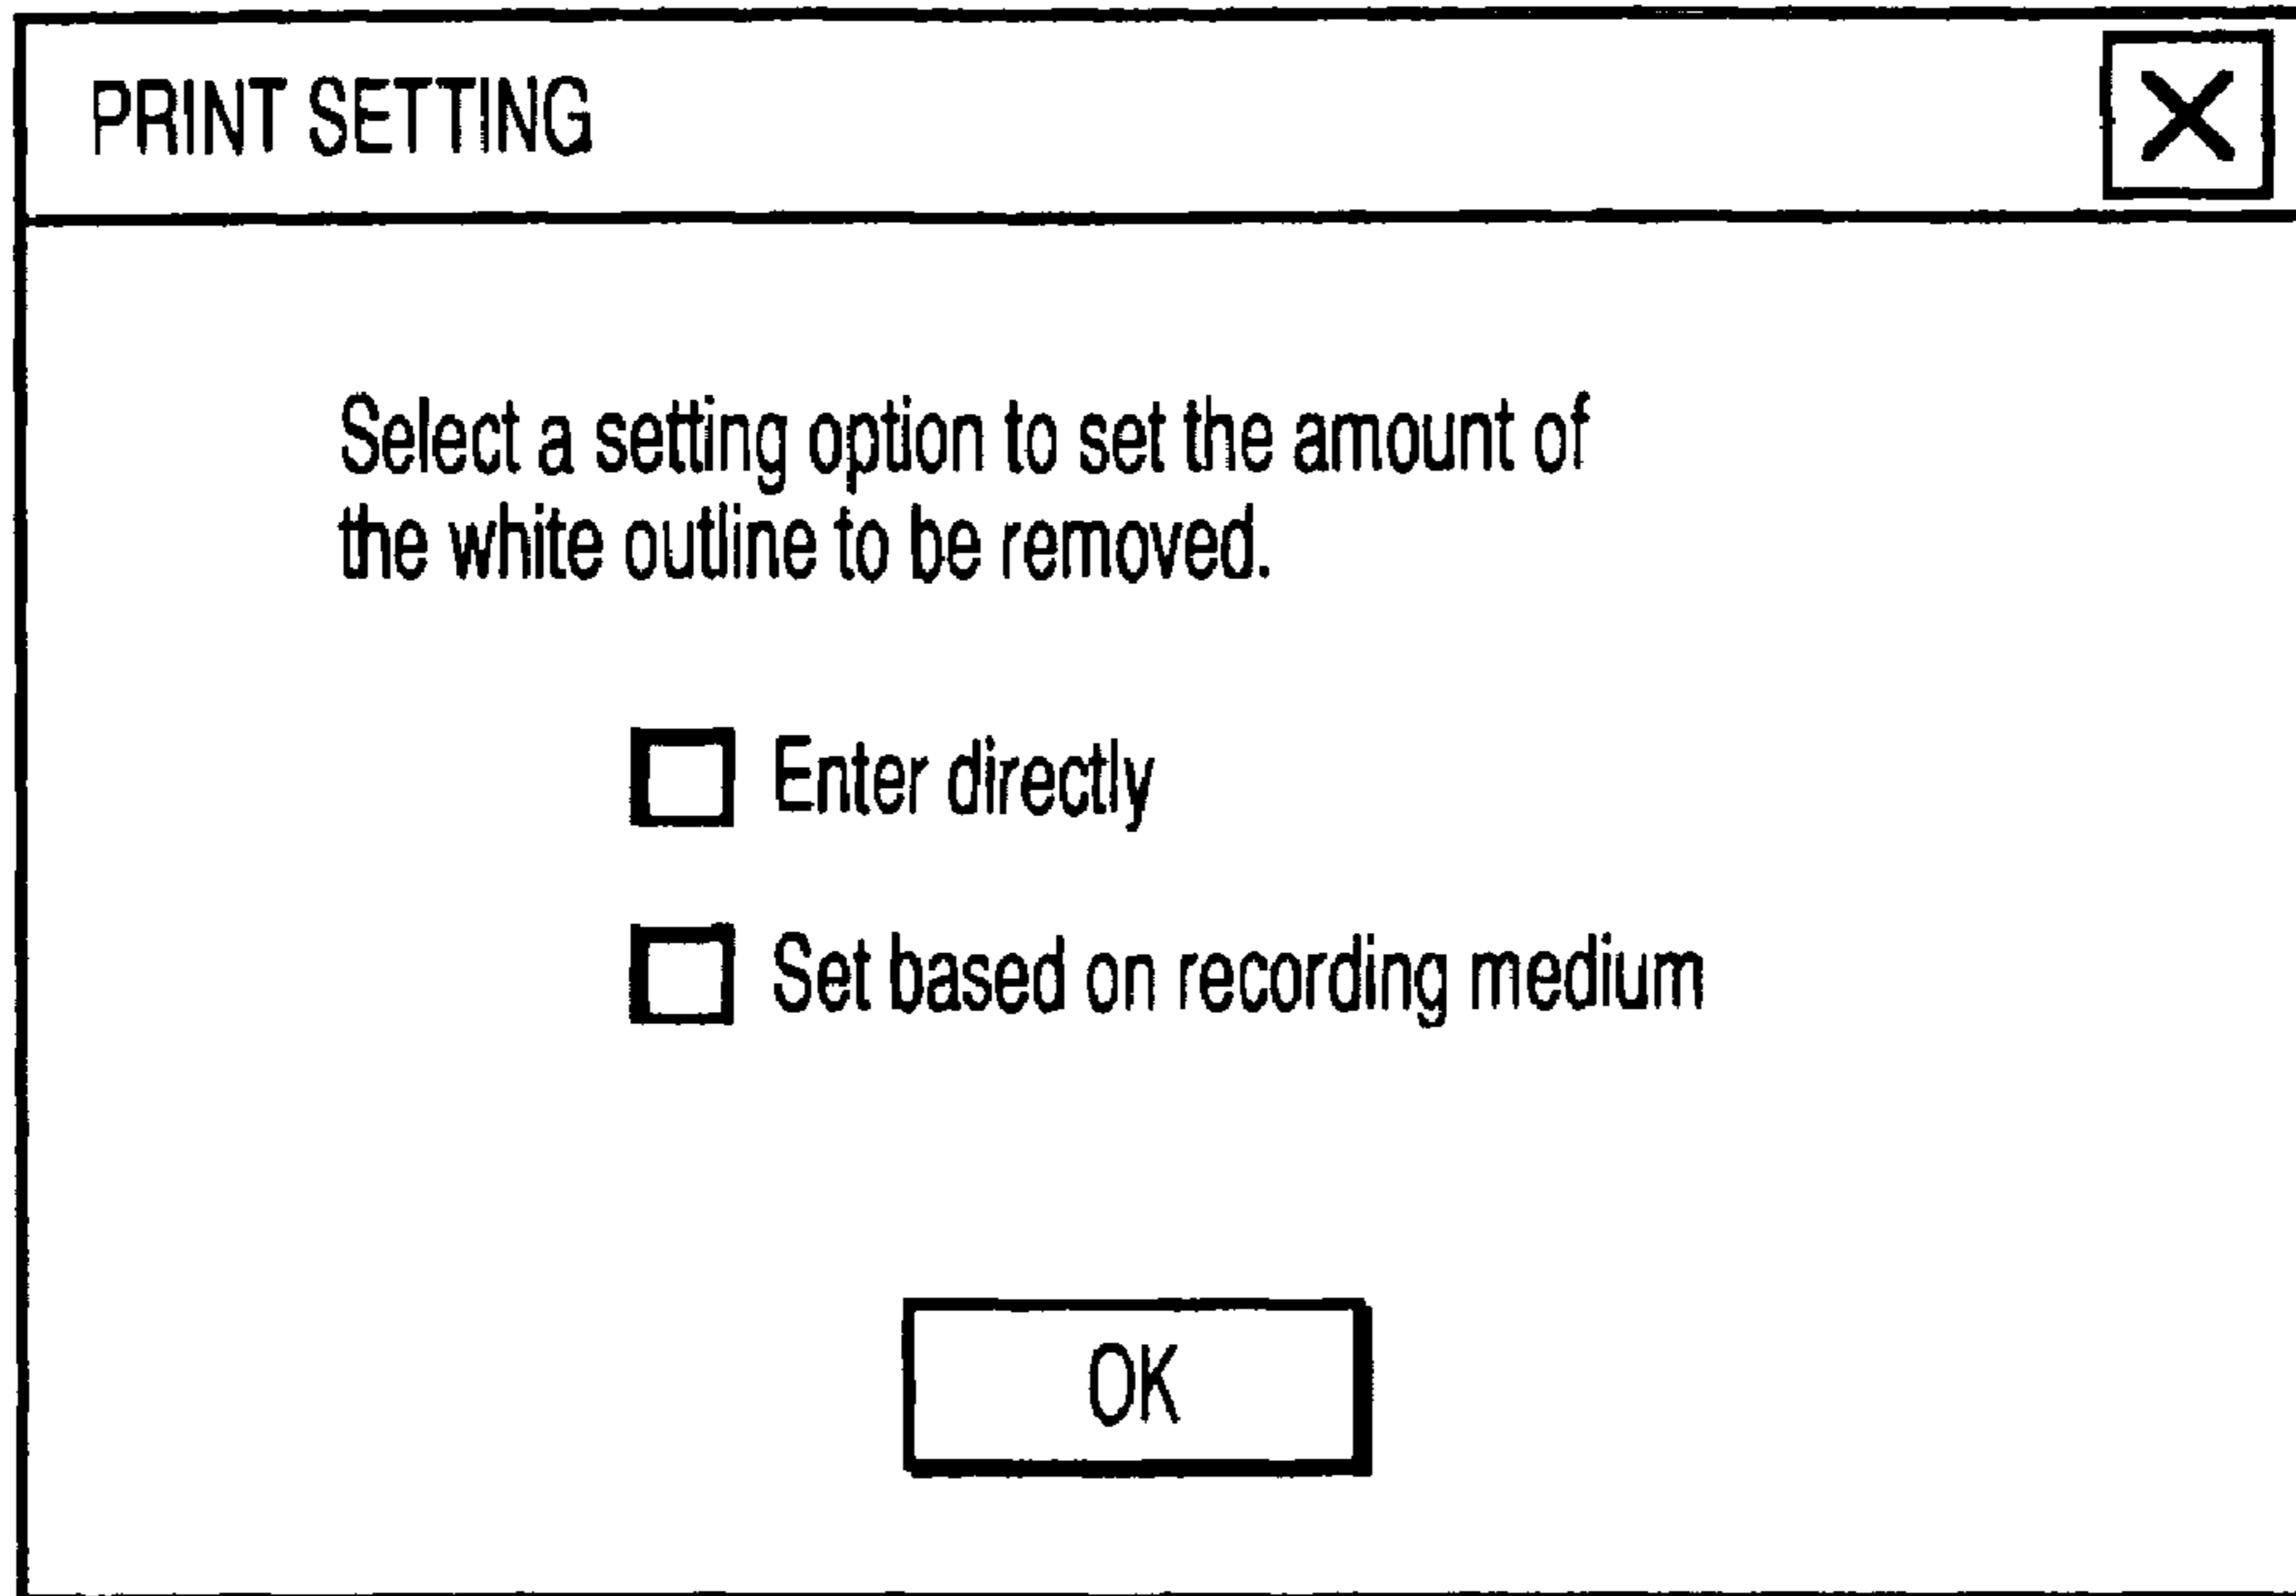 PRINT SETTING
Select a setting option to set the amount of
the white outline to be removed.
Enter directly
Set based on recording medium
OK